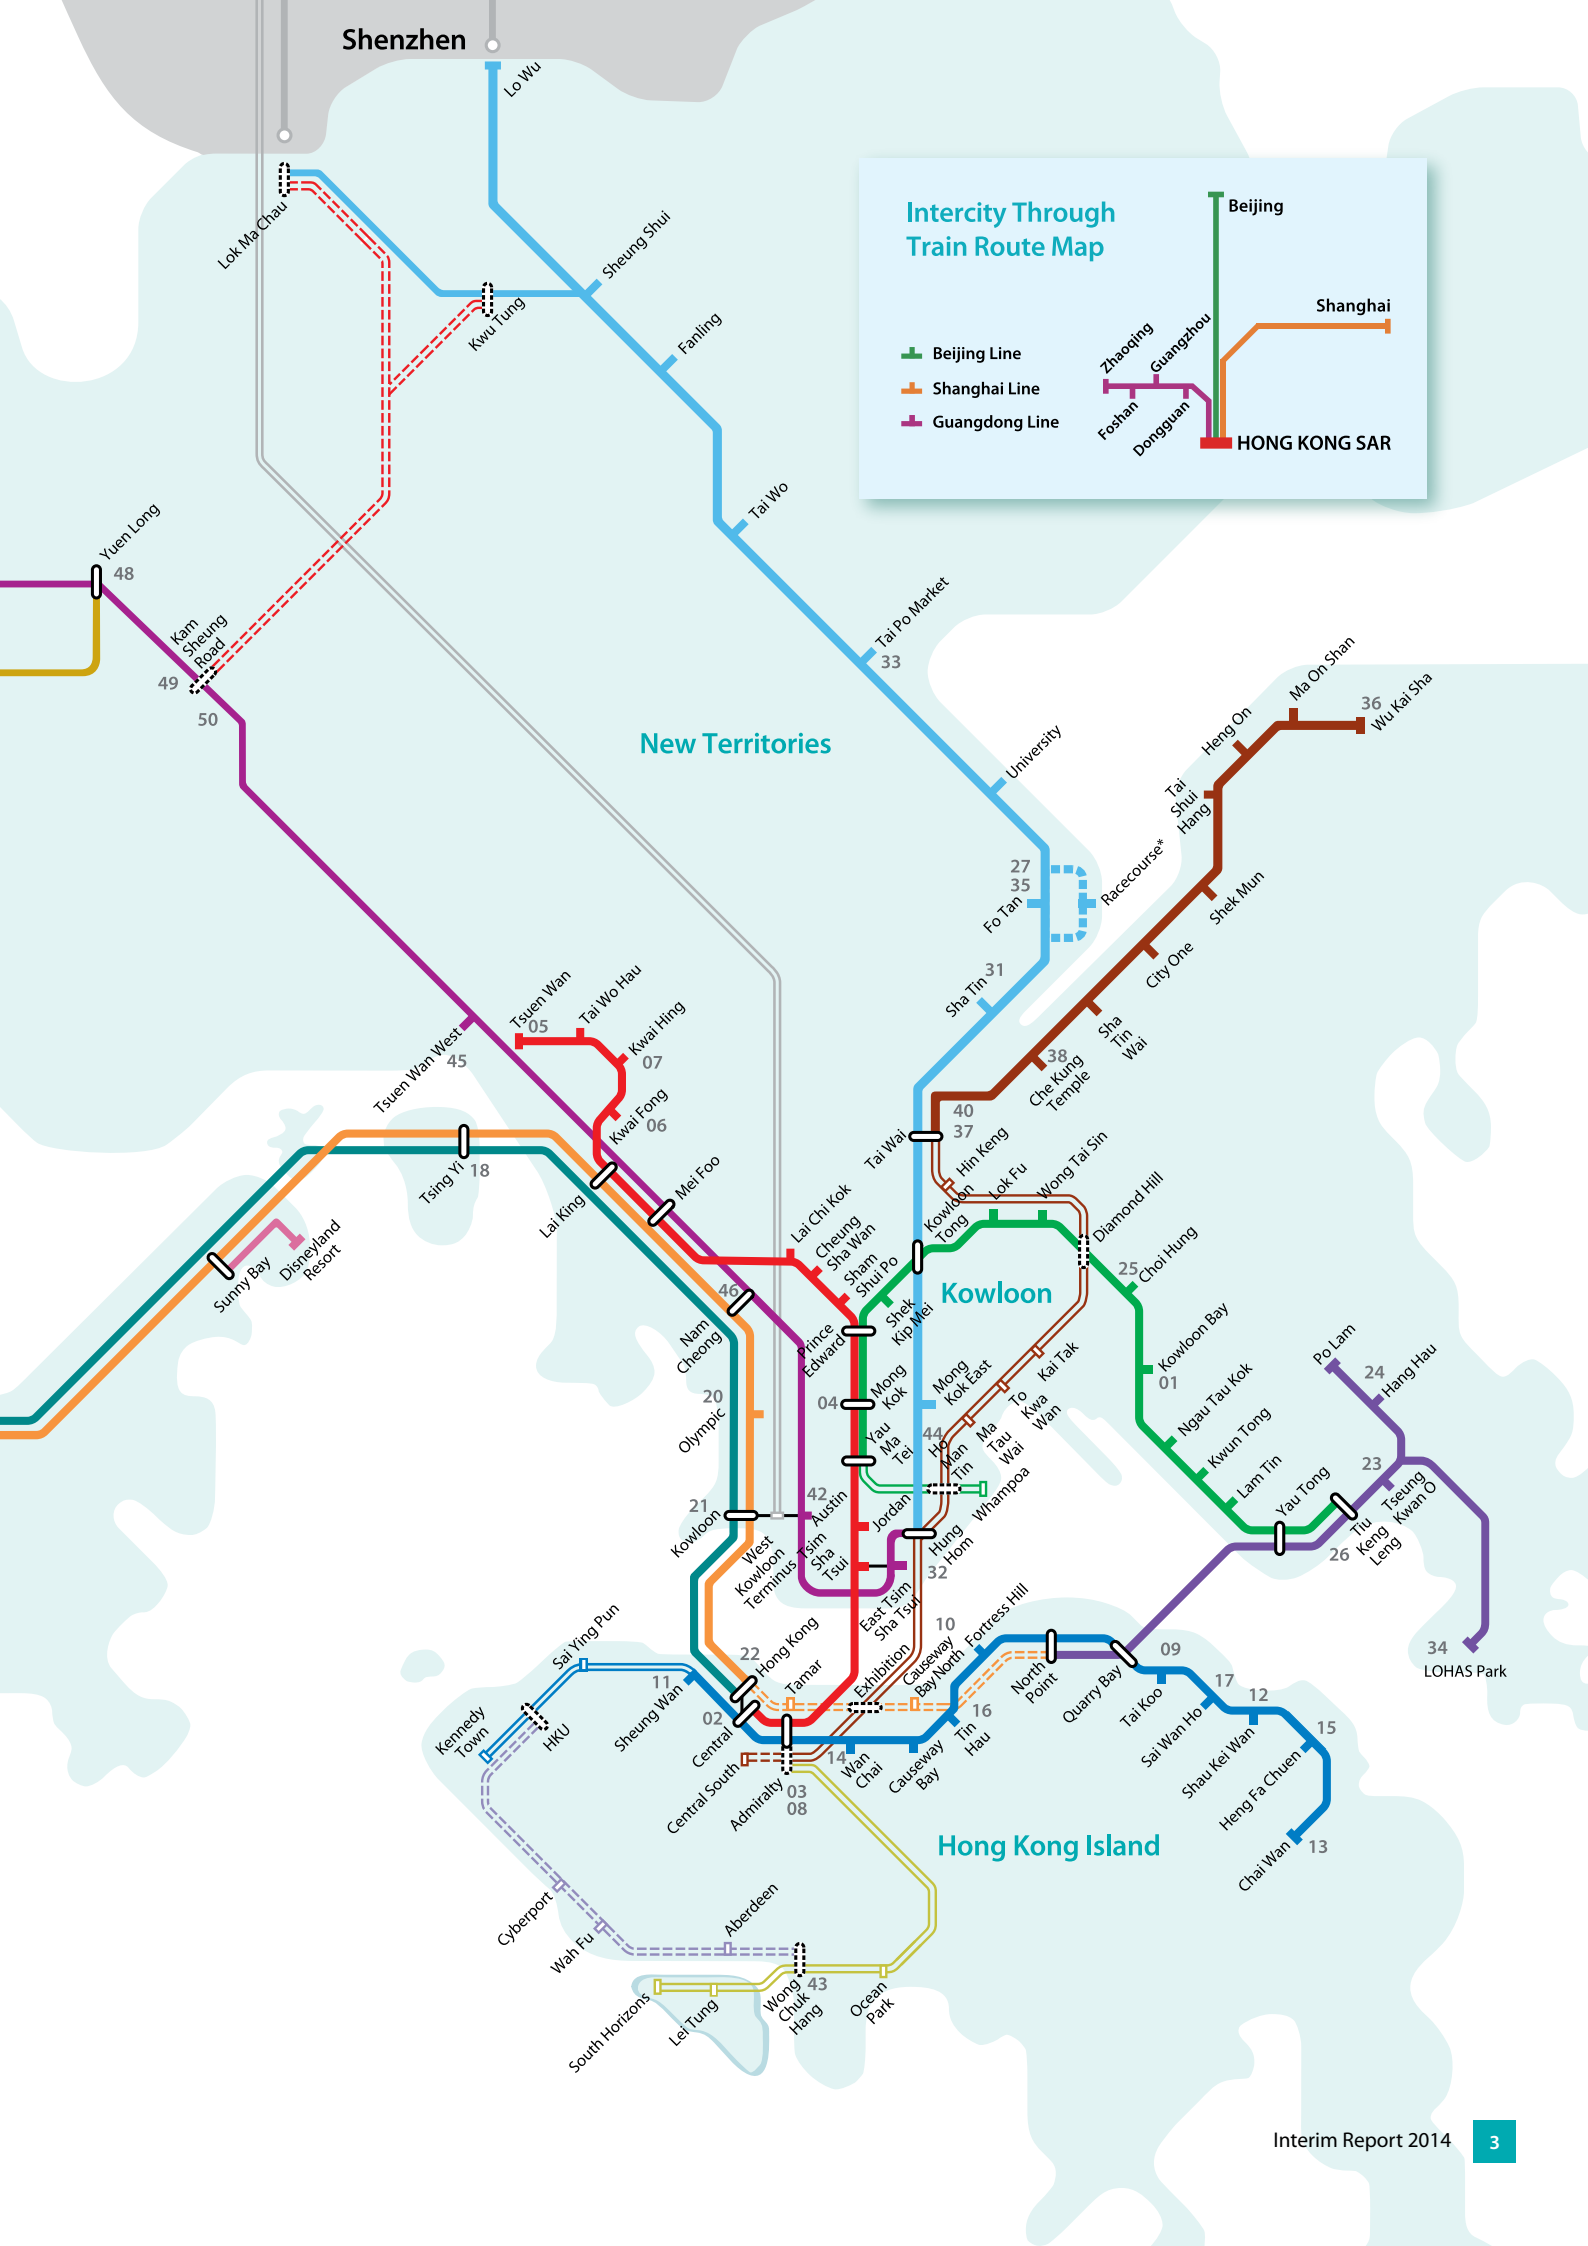 Shenzhen
Lo Wu
Lok Ma Chau
Kwu Tung
Sheung Shui
Fanling
Intercity Through
Train Route Map
Beijing
Shanghai
Zhaoqing
Guangzhou
Foshan
Dongguan
Beijing Line
Shanghai Line
Guangdong Line
HONG KONG SAR
Tai Wo
Yuen Long
48
Kam
Sheung
Road
49
50
Tai Po Market
33
New Territories
University
Ma On Shan
36
Wu Kai Sha
Heng On
Tai
Shui
Hang
27
35
Fo Tan
Racecourse*
Shek Mun
City One
Sha Tin
31
Sha
Tin
Wai
38
Che Kung
Temple
Tsuen Wan
05
Tai Wo Hau
Kwai Hing
07
Kwai Fong
06
Tsuen Wan West
45
40
37
Tai Wai
Hin Keng
Tsing Yi
18
Lai King
Mei Foo
Lai Chi Kok
Cheung
Sha Wan
Sham
Shui Po
Kowloon
Tong
Lok Fu
Wong Tai Sin
Diamond Hill
25
Choi Hung
Sunny Bay
Disneyland
Resort
46
Nam
Cheong
Prince
Edward
Shek
Kip Mei
Kowloon
Kowloon Bay
01
Kai Tak
To
Kwa
Wan
Ma
Tau
Wai
Mong
Kok East
04
Mong
Kok
Yau
Ma
Tei
44
Ho
Man
Tin
Whampoa
20
Olympic
Ngau Tau Kok
Kwun Tong
Lam Tin
Yau Tong
Po Lam
24
Hang Hau
23
Tseung
Kwan O
Tiu
Keng
Leng
26
34
LOHAS Park
21
Kowloon
42
Austin
Jordan
West
Kowloon
Terminus
Tsim
Sha
Tsui
Hung
Hom
32
East Tsim
Sha Tsui
Sai Ying Pun
22
Hong Kong
Tamar
Exhibition
10
Causeway
Bay North
Fortress Hill
North
Point
Quarry Bay
09
Tai Koo
17
Sai Wan Ho
12
Shau Kei Wan
15
Heng Fa Chuen
13
Chai Wan
Kennedy
Town
HKU
11
Sheung Wan
02
Central
Central South
Admiralty
03
08
14
Wan
Chai
Causeway
Bay
16
Tin
Hau
Hong Kong Island
Cyberport
Wah Fu
Aberdeen
South Horizons
Lei Tung
Wong
Chuk
Hang
43
Ocean
Park
Interim Report 2014
3